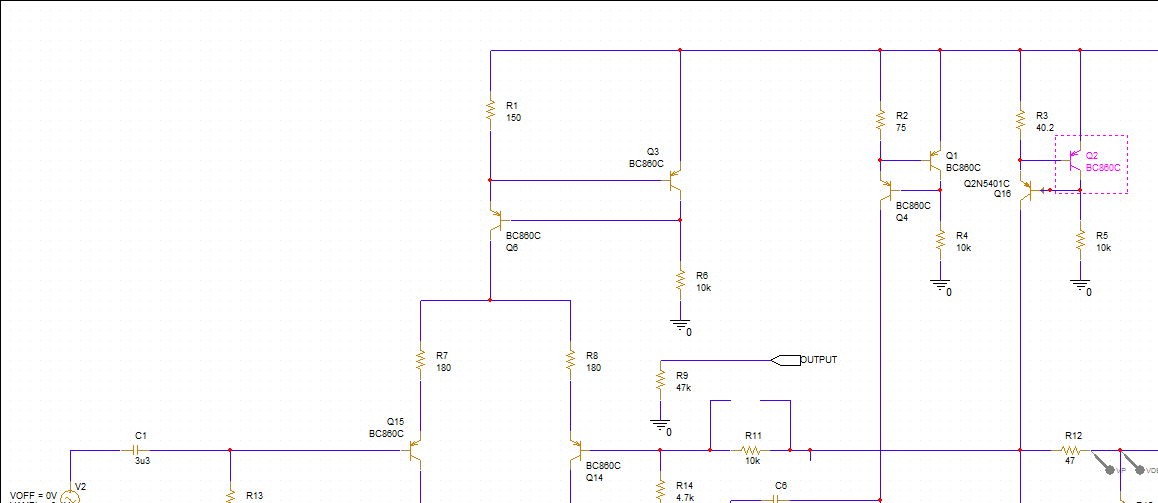 R1
150
Q3
BC860C
BC860C
Q6
R6
10k
0
R2
75
Q1
BC860C
BC860C
Q4
R4
10k
0
R3
40.2
Q2
BC860C
Q2N5401C
Q16
R5
10k
0
R7
180
R8
180
R9
47k
0
OUTPUT
Q15
BC860C
BC860C
Q14
C1
3u3
R11
10k
R12
47
VP
V2
VOFF = 0V
R13
R14
4.7k
C6